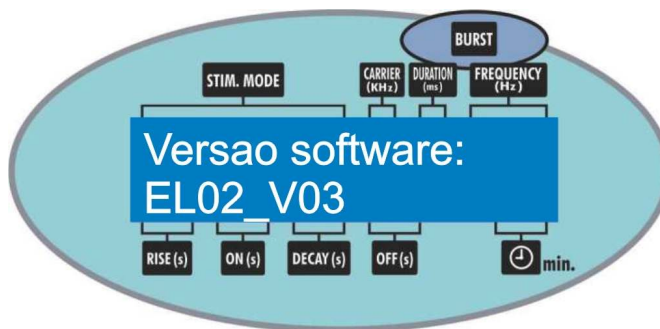 BURST
STIM. MODE CARRIER (KHz) DURATION (ms) FREQUENCY (Hz)
Versao software:
EL02_V03
RISE (s) ON (s) DECAY (s) OFF (s) min.